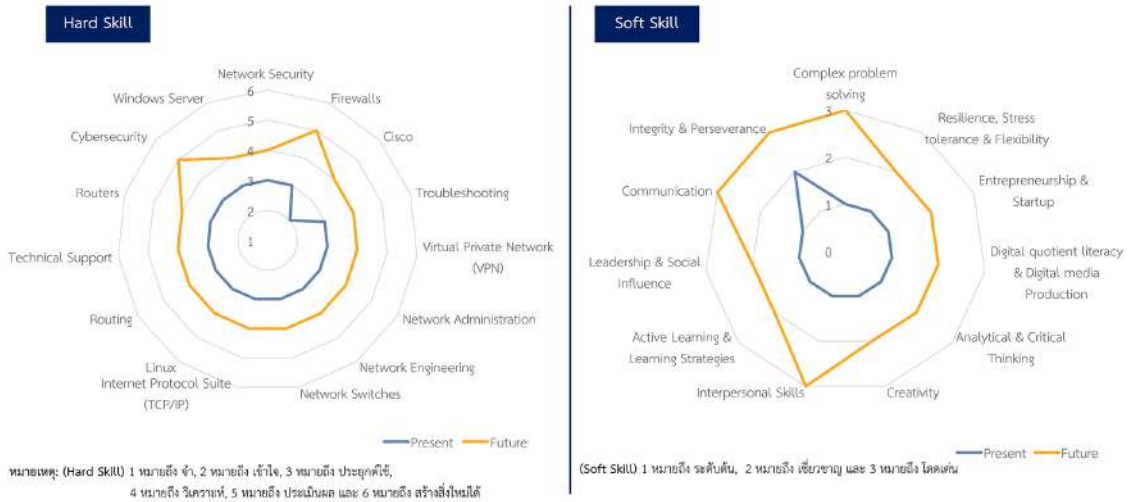 Hard Skill
Network Security
Windows Server
Firewalls
Cybersecurity
Cisco
Routers
Troubleshooting
Technical Support
Virtual Private Network
(VPN)
Routing
Network Administration
Linux
Network Engineering
Internet Protocol Suite
(TCP/IP)
Network Switches
6
5
4
3
2
1
Present
Future
หมายเหตุ: (Hard Skill) 1 หมายถึง จำ, 2 หมายถึง เข้าใจ, 3 หมายถึง ประยุกต์ใช้,
4 หมายถึง วิเคราะห์, 5 หมายถึง ประเมินผล และ 6 หมายถึง สร้างสิ่งใหม่ได้
Soft Skill
Complex problem
solving
Integrity & Perseverance
Resilience, Stress
tolerance & Flexibility
Communication
Entrepreneurship &
Startup
Leadership & Social
Influence
Digital quotient literacy
& Digital media
Production
Active Learning &
Learning Strategies
Analytical & Critical
Thinking
Interpersonal Skills
Creativity
3
2
1
0
Present
Future
(Soft Skill) 1 หมายถึง ระดับต้น, 2 หมายถึง เชี่ยวชาญ และ 3 หมายถึง โดดเด่น